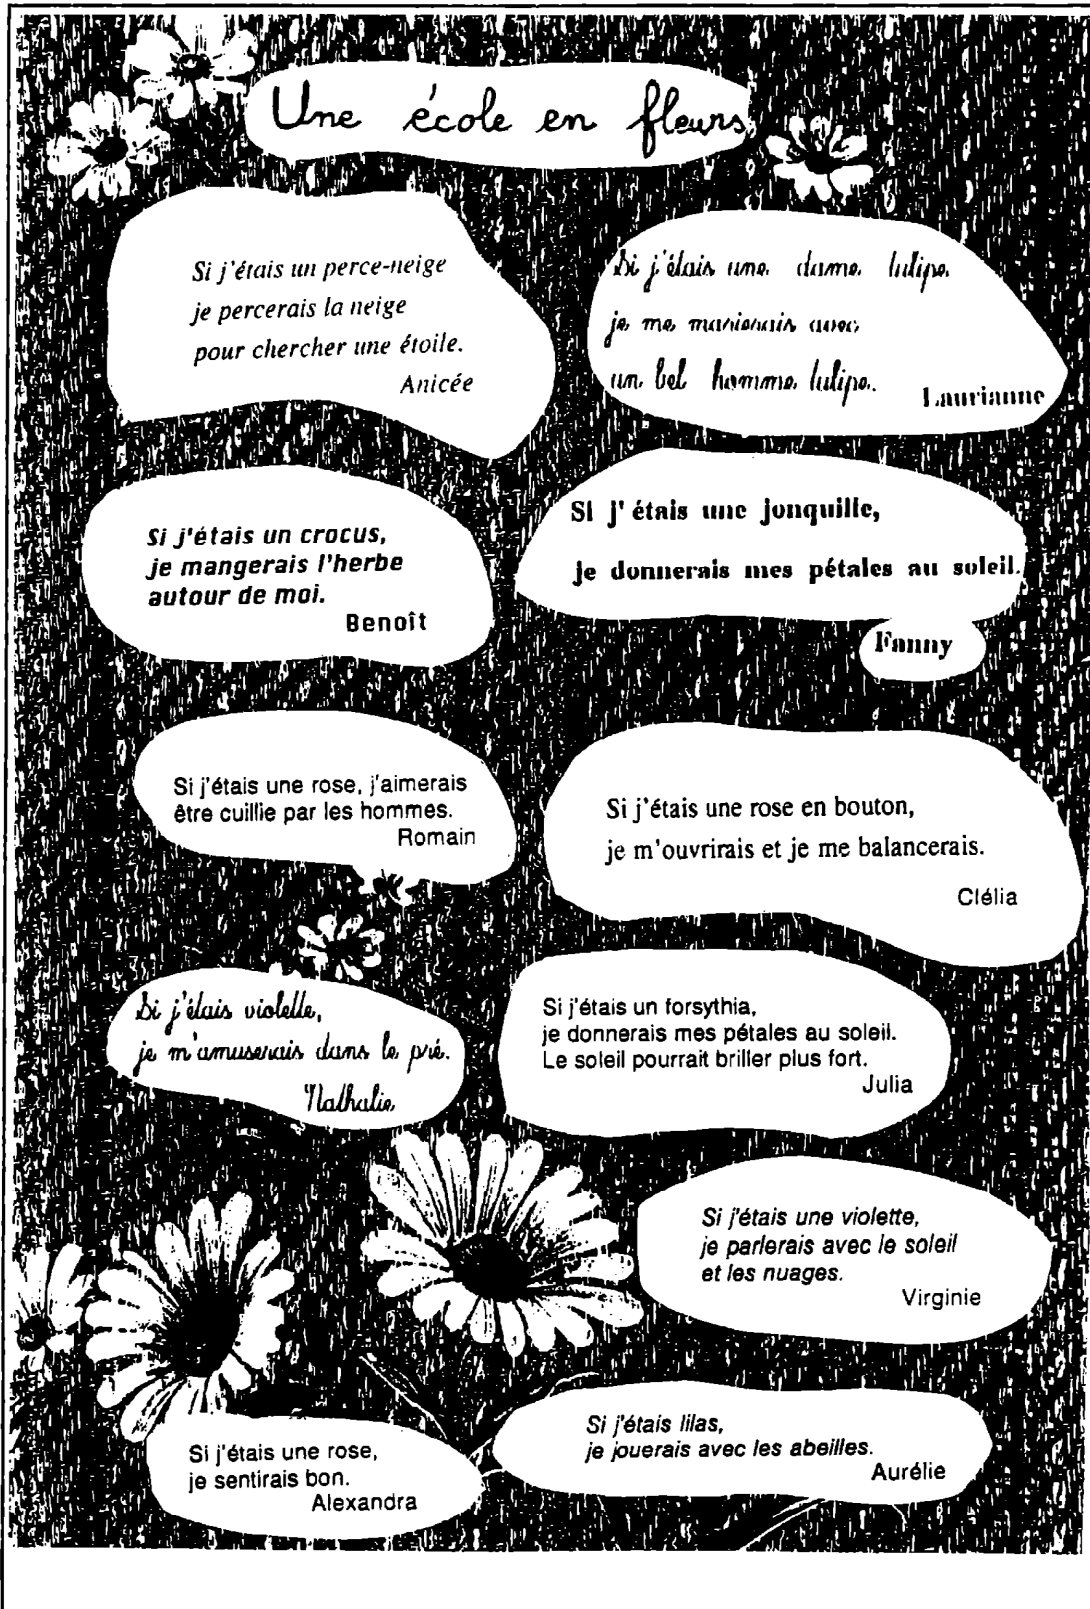 Une école en fleurs
Si j'étais un perce-neige
je percerais la neige
pour chercher une étoile.
Anicée
Si j'étais une dame tulipe
je me marierais avec
un bel homme tulipe.
Laurianne
Si j'étais un crocus,
je mangerais l'herbe
autour de moi.
Benoît
Si j'étais une jonquille,
je donnerais mes pétales au soleil.
Fanny
Si j'étais une rose, j'aimerais
être cuillie par les hommes.
Romain
Si j'étais une rose en bouton,
je m'ouvrirais et je me balancerais.
Clélia
Si j'étais violette,
je m'amuserais dans le pré.
Nathalie
Si j'étais un forsythia,
je donnerais mes pétales au soleil.
Le soleil pourrait briller plus fort.
Julia
Si j'étais une violette,
je parlerais avec le soleil
et les nuages.
Virginie
Si j'étais une rose,
je sentirais bon.
Alexandra
Si j'étais lilas,
je jouerais avec les abeilles.
Aurélie